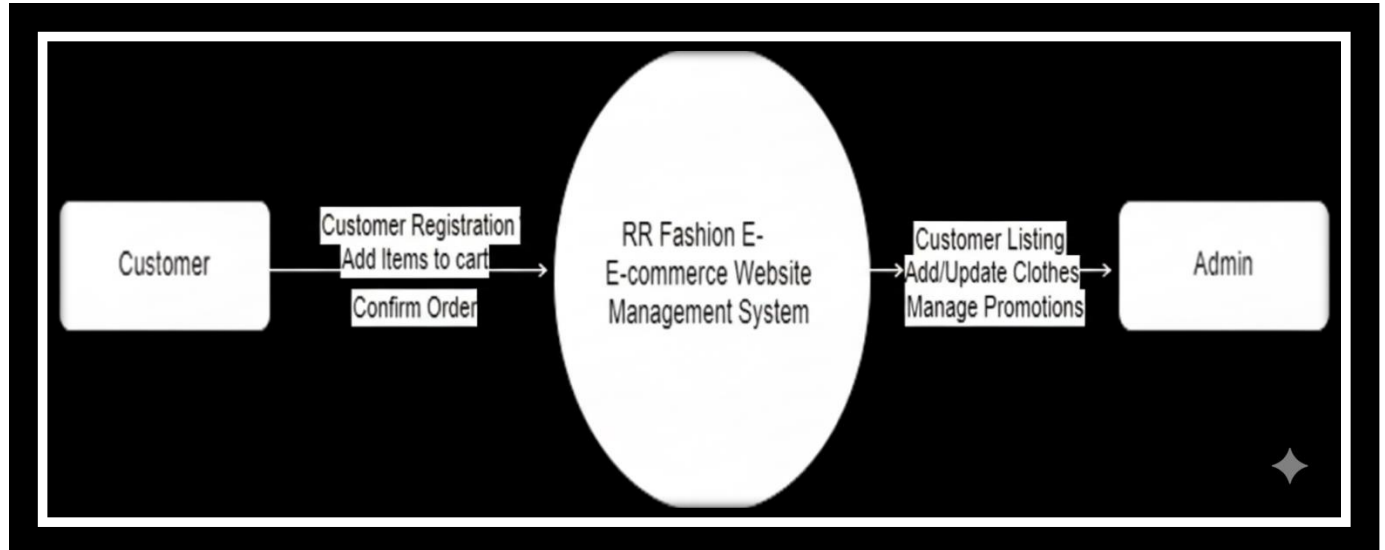 Customer
Customer Registration
Add Items to cart
Confirm Order
RR Fashion E-
E-commerce Website
Management System
Customer Listing
Add/Update Clothes
Manage Promotions
Admin